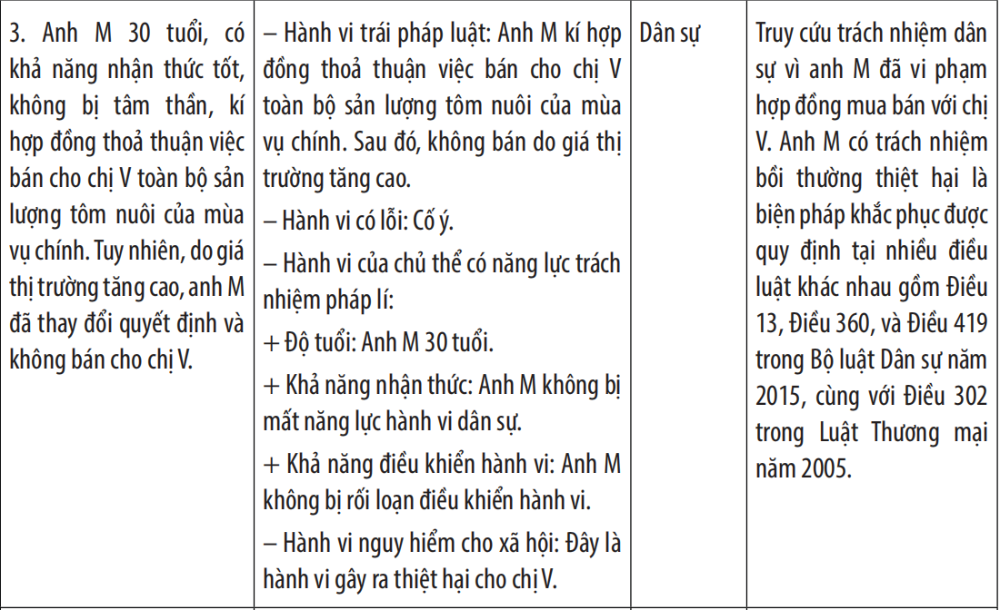 3. Anh M 30 tuổi, có
khả năng nhận thức tốt,
không bị tâm thần, kí
hợp đồng thoả thuận việc
bán cho chị V toàn bộ sản
lượng tôm nuôi của mùa
vụ chính. Tuy nhiên, do giá
thị trường tăng cao, anh M
đã thay đổi quyết định và
không bán cho chị V.
– Hành vi trái pháp luật: Anh M kí hợp
đồng thoả thuận việc bán cho chị V
toàn bộ sản lượng tôm nuôi của mùa
vụ chính. Sau đó, không bán do giá thị
trường tăng cao.
– Hành vi có lỗi: Cố ý.
– Hành vi của chủ thể có năng lực trách
nhiệm pháp lí:
+ Độ tuổi: Anh M 30 tuổi.
+ Khả năng nhận thức: Anh M không bị
mất năng lực hành vi dân sự.
+ Khả năng điều khiển hành vi: Anh M
không bị rối loạn điều khiển hành vi.
– Hành vi nguy hiểm cho xã hội: Đây là
hành vi gây ra thiệt hại cho chị V.
Dân sự
Truy cứu trách nhiệm dân
sự vì anh M đã vi phạm
hợp đồng mua bán với chị
V. Anh M có trách nhiệm
bồi thường thiệt hại là
biện pháp khắc phục được
quy định tại nhiều điều
luật khác nhau gồm Điều
13, Điều 360, và Điều 419
trong Bộ luật Dân sự năm
2015, cùng với Điều 302
trong Luật Thương mại
năm 2005.